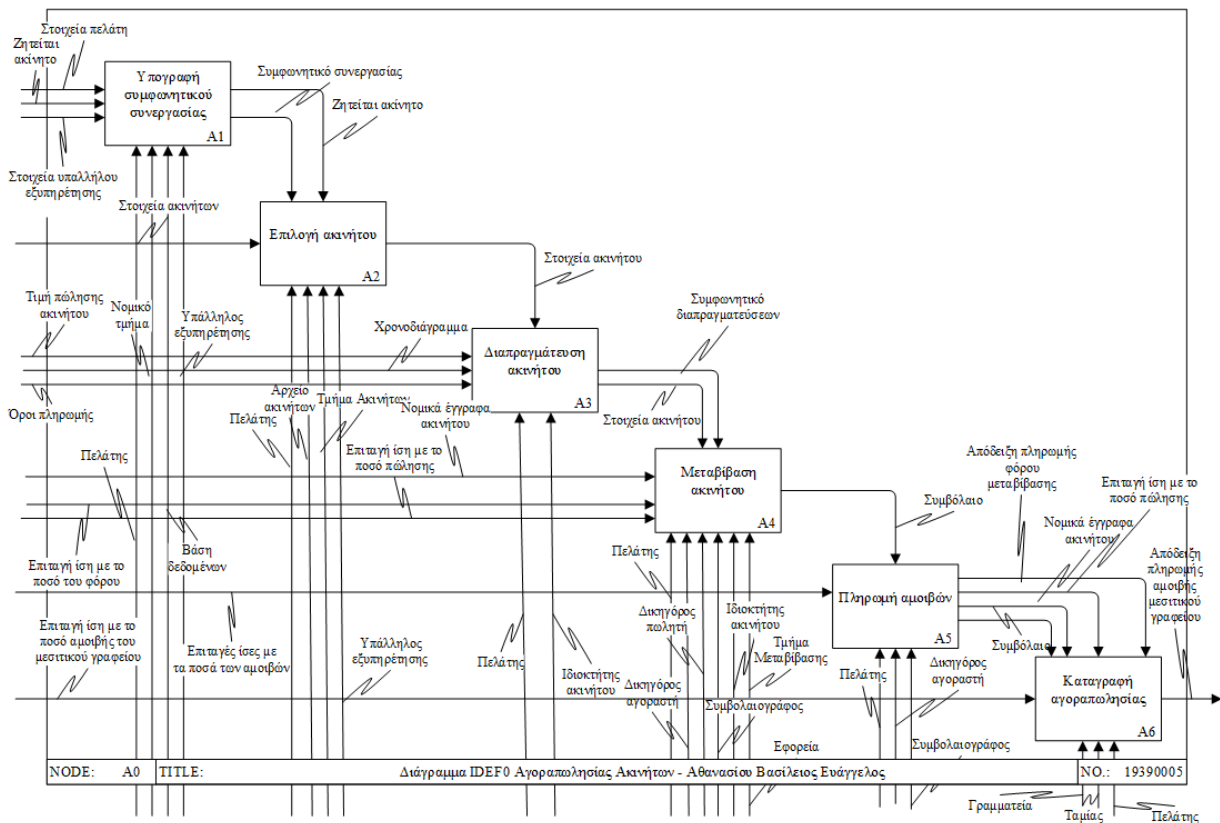 Στοιχεία πελάτη
Ζητείται
ακίνητο
Υπογραφή
συμφωνητικού
συνεργασίας
A1
Συμφωνητικό συνεργασίας
Ζητείται ακίνητο
Στοιχεία υπαλλήλου
εξυπηρέτησης
Στοιχεία ακινήτων
Επιλογή ακινήτου
A2
Στοιχεία ακινήτου
Τιμή πώλησης
ακινήτου
Νομικό
τμήμα
Υπάλληλος
εξυπηρέτησης
Χρονοδιάγραμμα
Συμφωνητικό
διαπραγματεύσεων
Διαπραγμάτευση
ακινήτου
A3
Όροι πληρωμής
Πελάτης
Αρχείο
ακινήτων
Τμήμα Ακινήτων
Νομικά έγγραφα
ακινήτου
Στοιχεία ακινήτου
Πελάτης
Επιταγή ίση με το
ποσό πώλησης
Μεταβίβαση
ακινήτου
A4
Συμβόλαιο
Απόδειξη πληρωμής
φόρου
μεταβίβασης
Επιταγή ίση με το
ποσό πώλησης
Νομικά έγγραφα
ακινήτου
Απόδειξη
πληρωμής
αμοιβής
μεσιτικού
γραφείου
Επιταγή ίση με το
ποσό του φόρου
Βάση
δεδομένων
Πελάτης
Πληρωμή αμοιβών
A5
Συμβόλαιο
Επιταγή ίση με το
ποσό αμοιβής του
μεσιτικού γραφείου
Επιταγές ίσες με
τα ποσά των αμοιβών
Υπάλληλος
εξυπηρέτησης
Πελάτης
Ιδιοκτήτης
ακινήτου
Δικηγόρος
πωλητή
Ιδιοκτήτης
ακινήτου
Τμήμα
Μεταβίβασης
Δικηγόρος
αγοραστή
Συμβολαιογράφος
Εφορεία
Πελάτης
Δικηγόρος
αγοραστή
Συμβολαιογράφος
Καταγραφή
αγοραπωλησίας
A6
NODE: A0 TITLE: Διάγραμμα IDEF0 Αγοραπωλησίας Ακινήτων - Αθανασίου Βασίλειος Ευάγγελος NO.: 19390005
Γραμματεία
Ταμίας
Πελάτης